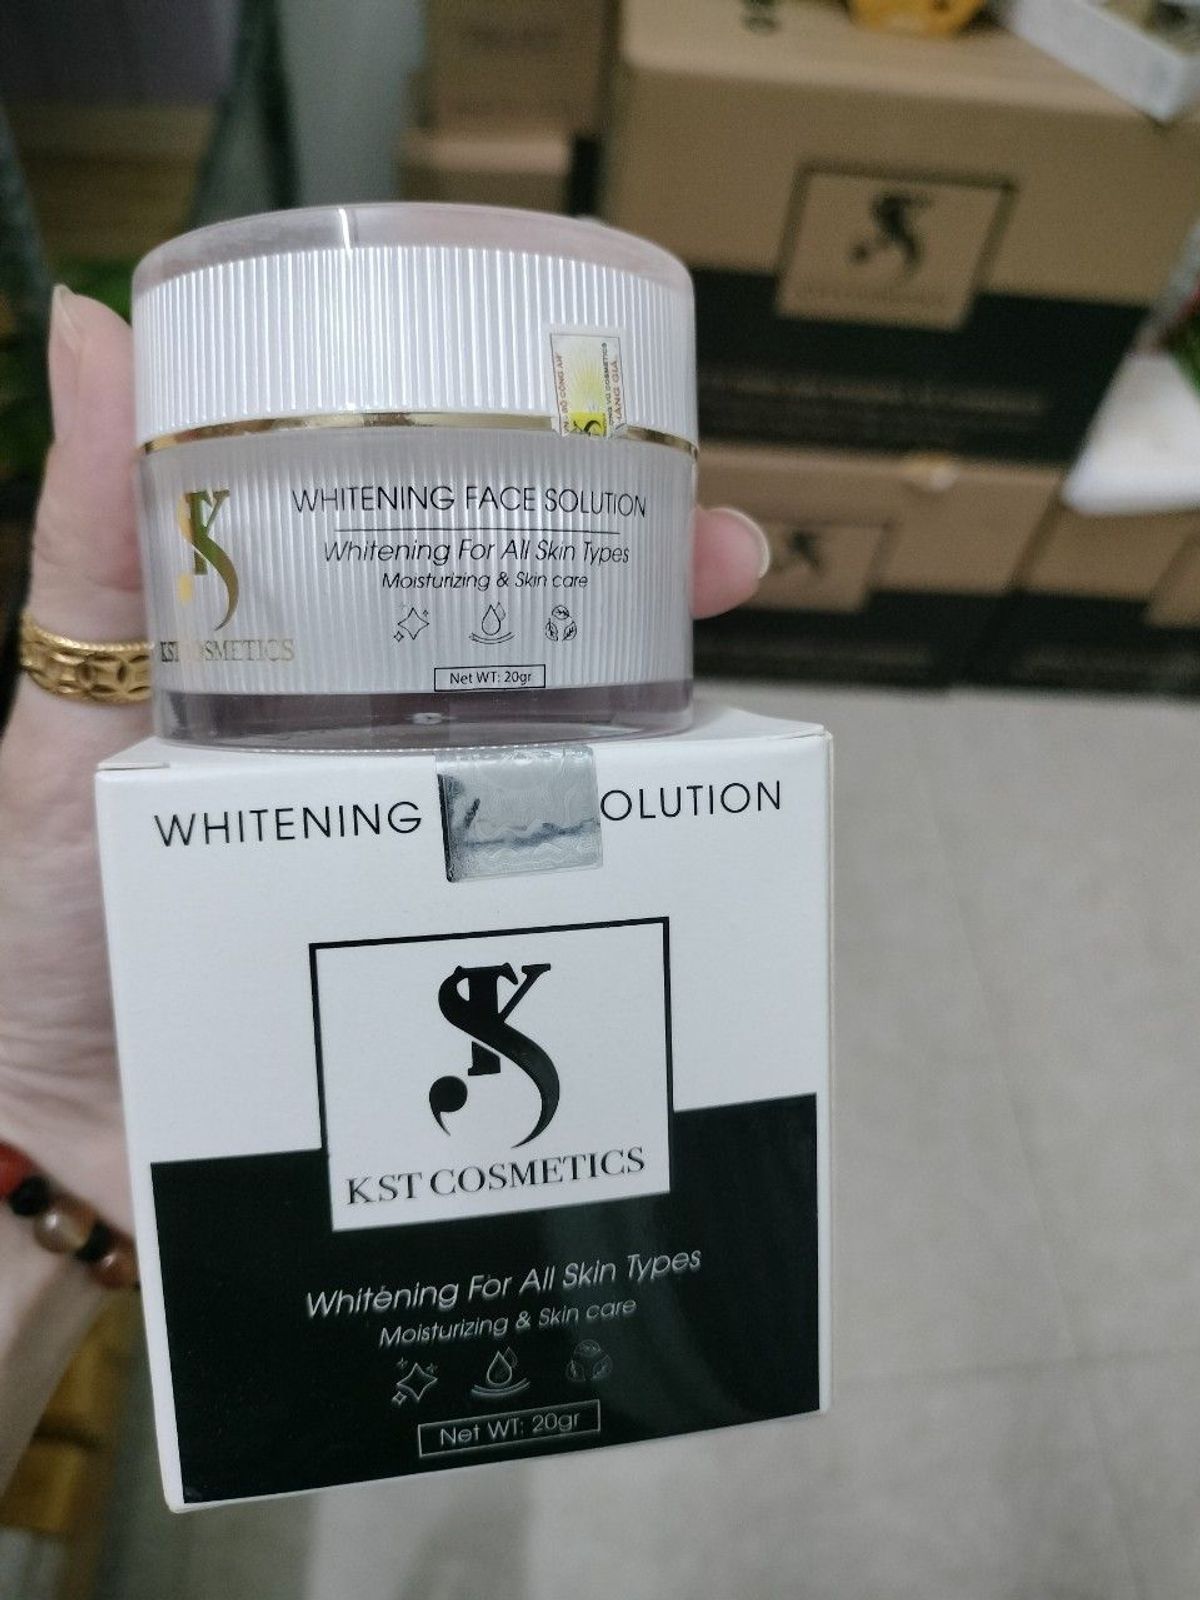 WHITENING FACE SOLUTION
Whitening For All Skin Types
Moisturizing & Skin care
KST COSMETICS
Net WT: 20gr
WHITENING OLUTION
KST COSMETICS
Whitening For All Skin Types
Moisturizing & Skin care
Net WT: 20gr